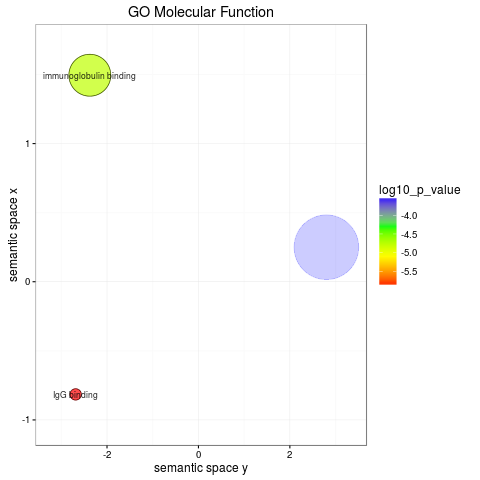 GO Molecular Function
immunoglobulin binding
IgG binding
semantic space x
1
0
-1
-2
0
2
semantic space y
log10_p_value
-4.0
-4.5
-5.0
-5.5